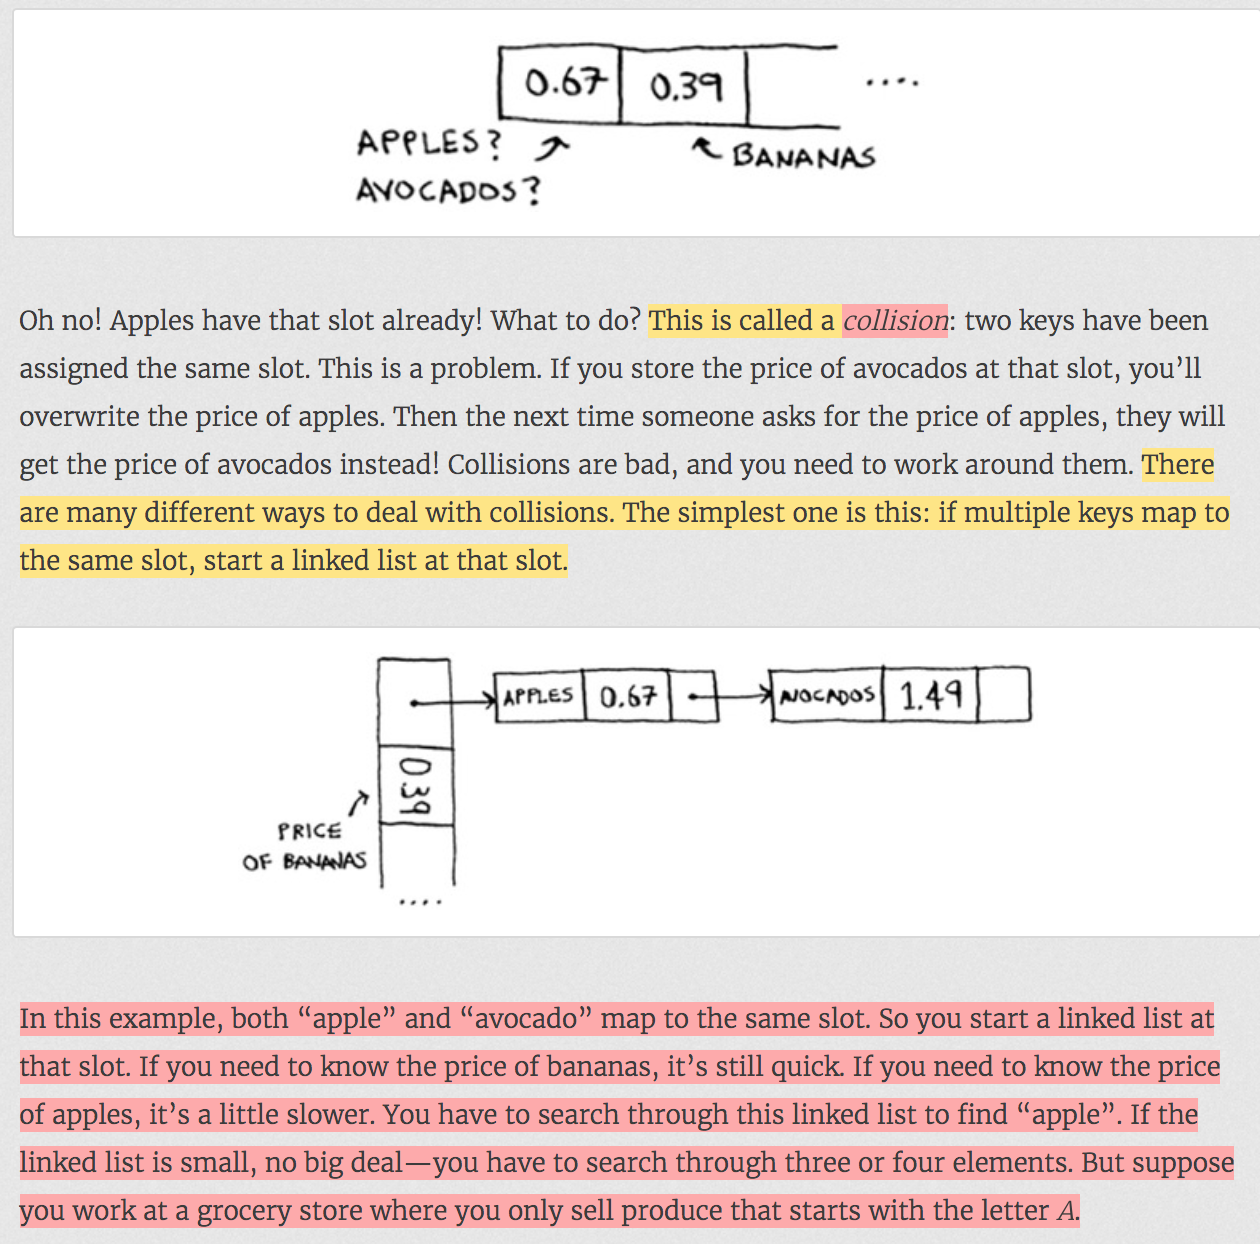 0.67 0.39 ....
APPLES? BANANAS
AVOCADOS?
Oh no! Apples have that slot already! What to do? This is called a collision: two keys have been
assigned the same slot. This is a problem. If you store the price of avocados at that slot, you’ll
overwrite the price of apples. Then the next time someone asks for the price of apples, they will
get the price of avocados instead! Collisions are bad, and you need to work around them. There
are many different ways to deal with collisions. The simplest one is this: if multiple keys map to
the same slot, start a linked list at that slot.
APPLES 0.67 AVOCADOS 1.49
0.39
PRICE
OF BANANAS
....
In this example, both “apple” and “avocado” map to the same slot. So you start a linked list at
that slot. If you need to know the price of bananas, it’s still quick. If you need to know the price
of apples, it’s a little slower. You have to search through this linked list to find “apple”. If the
linked list is small, no big deal—you have to search through three or four elements. But suppose
you work at a grocery store where you only sell produce that starts with the letter A.